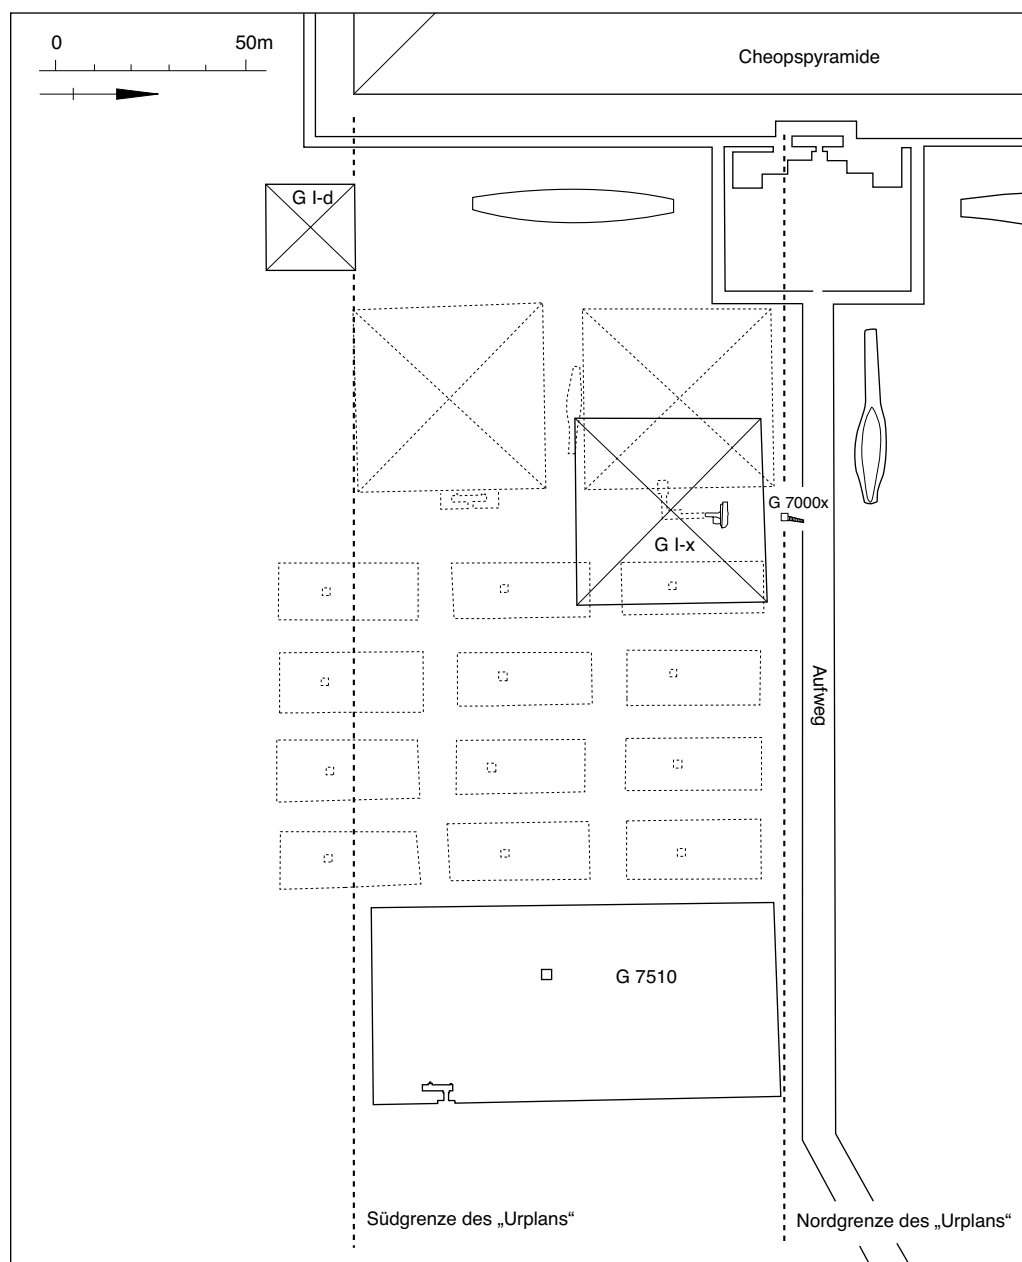 0 50m
Cheopspyramide
G I-d
G 7000x
G I-x
Aufweg
G 7510
Südgrenze des „Urplans“
Nordgrenze des „Urplans“